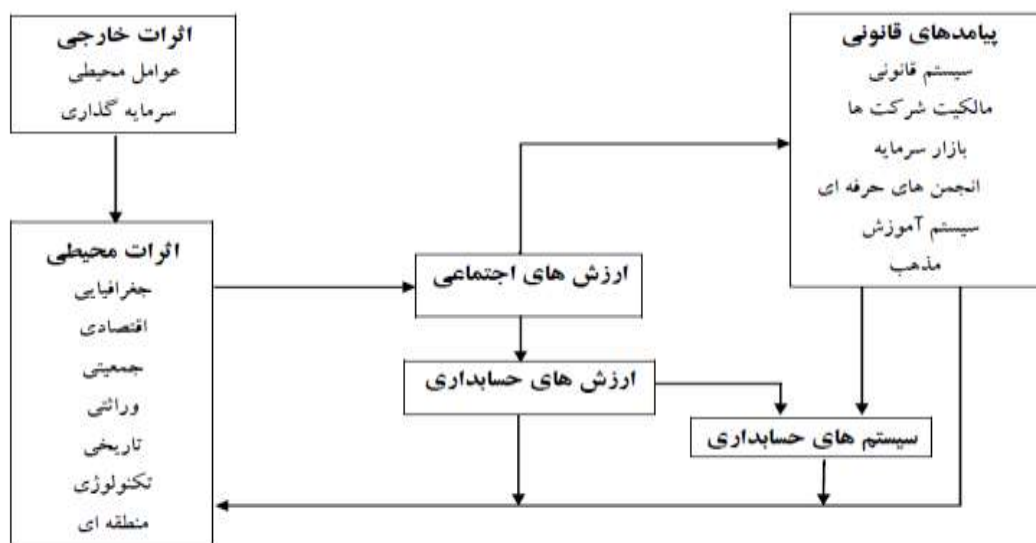 اثرات خارجی
عوامل محیطی
سرمایه گذاری
پیامدهای قانونی
سیستم قانونی
مالکیت شرکت ها
بازار سرمایه
انجمن های حرفه ای
سیستم آموزش
مذهب
اثرات محیطی
جغرافیایی
اقتصادی
جمعیتی
وراثتی
تاریخی
تکنولوژی
منطقه ای
ارزش های اجتماعی
ارزش های حسابداری
سیستم های حسابداری